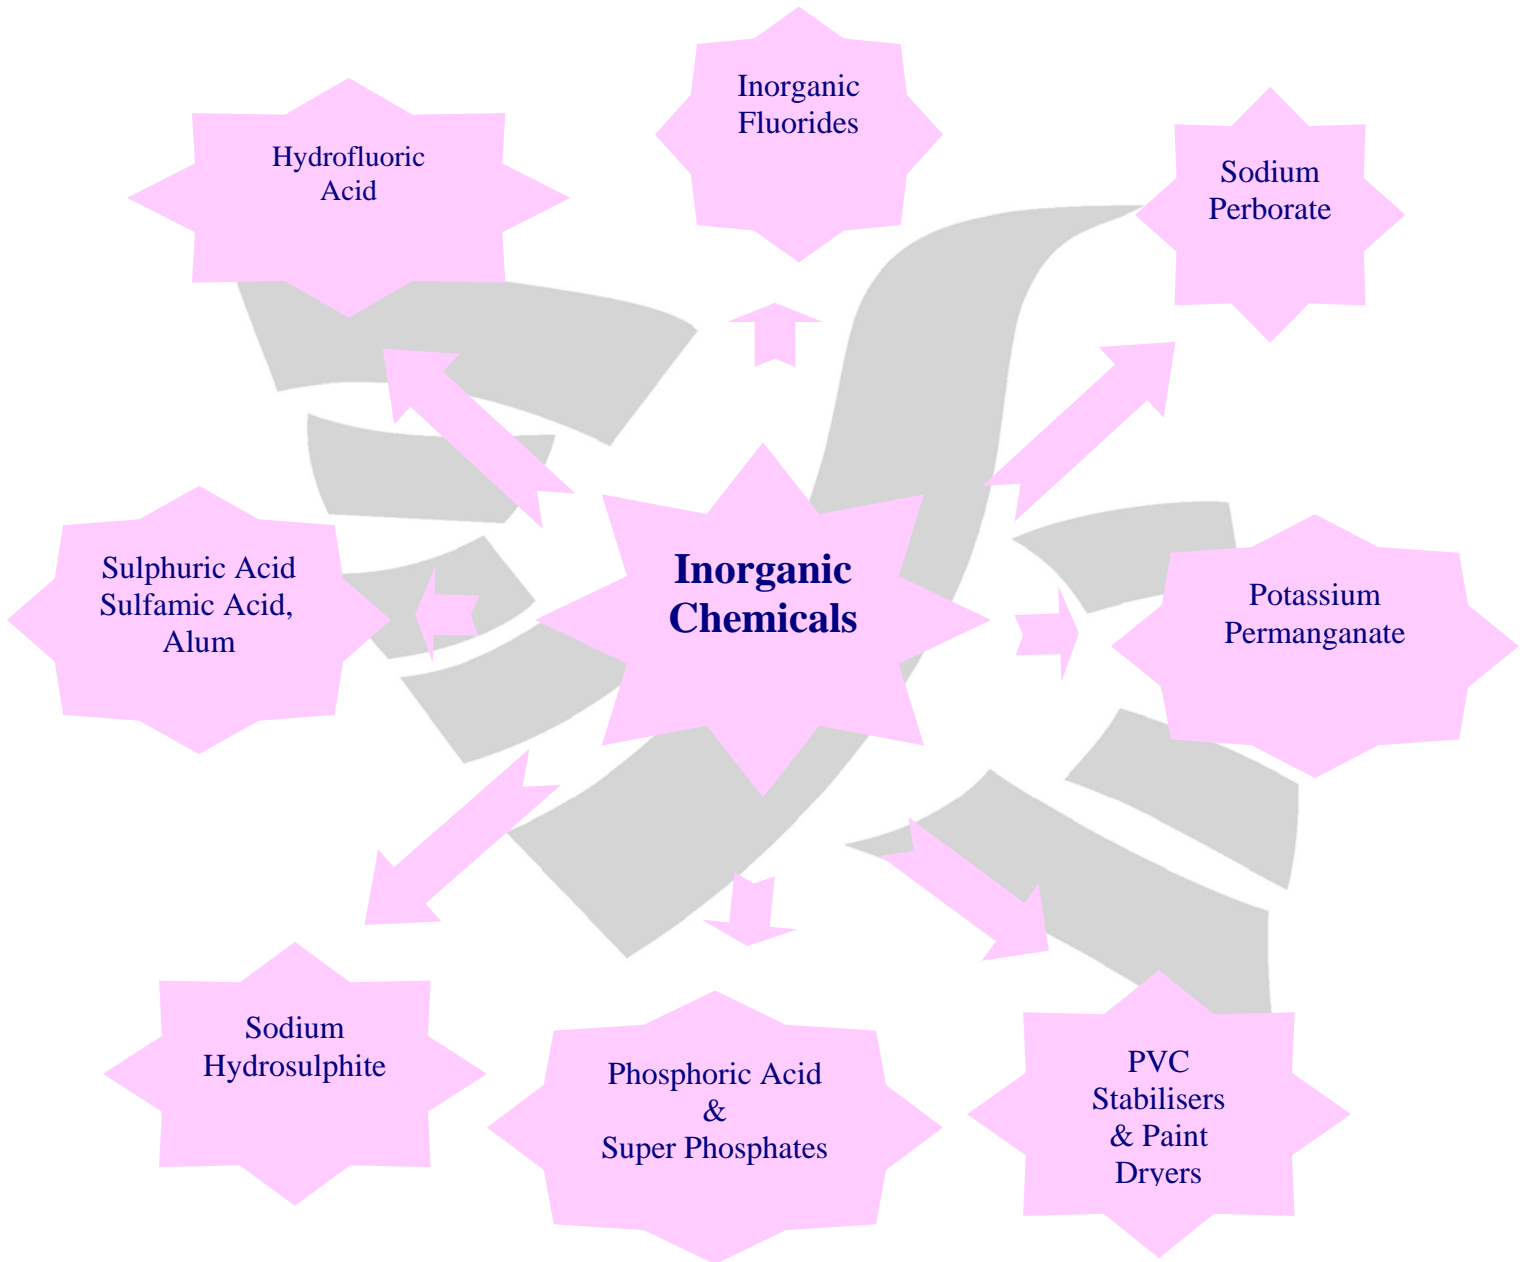 Inorganic
Fluorides
Hydrofluoric
Acid
Sodium
Perborate
Inorganic
Chemicals
Sulphuric Acid
Sulfamic Acid,
Alum
Potassium
Permanganate
Sodium
Hydrosulphite
Phosphoric Acid
&
Super Phosphates
PVC
Stabilisers
& Paint
Dryers